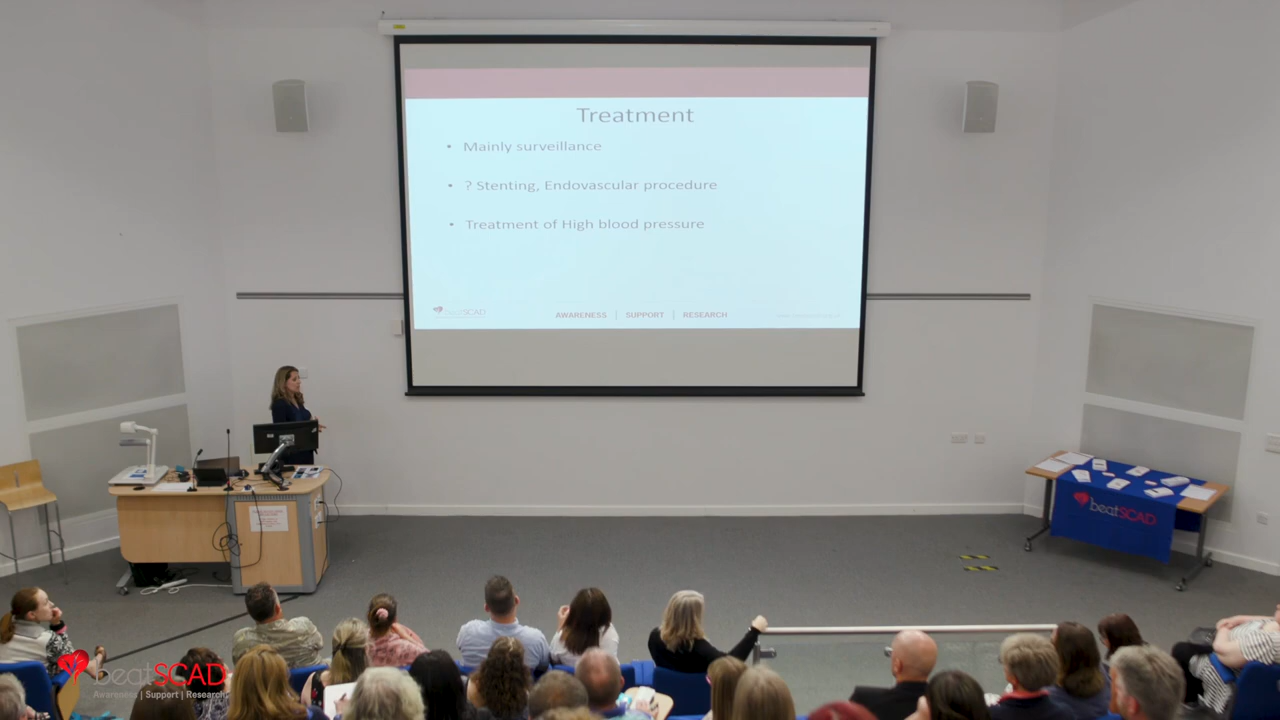 Treatment
• Mainly surveillance
• ? Stenting, Endovascular procedure
• Treatment of High blood pressure
beatSCAD
AWARENESS | SUPPORT | RESEARCH
beatSCAD
beatSCAD
Awareness | Support | Research